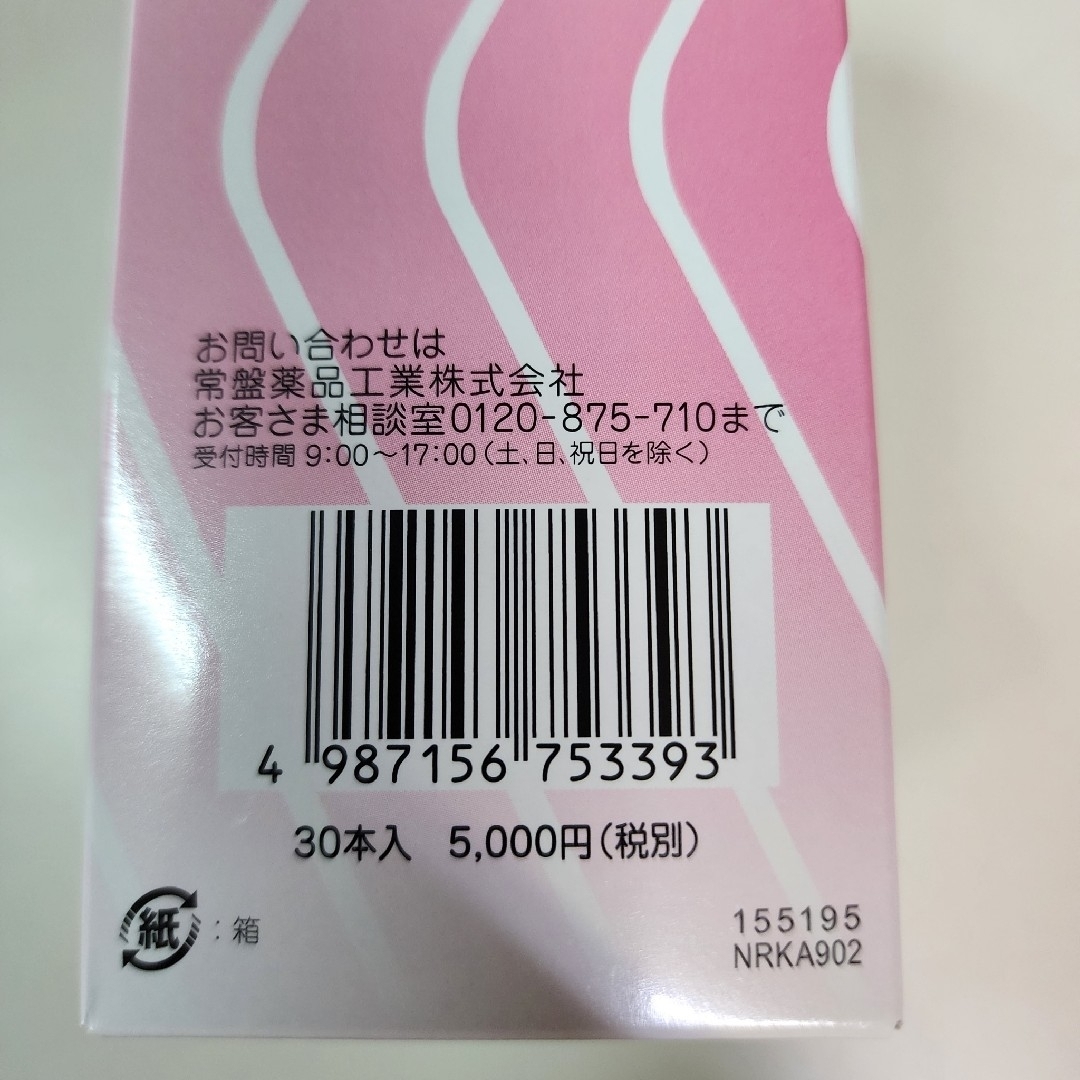 お問い合わせは
常盤薬品工業株式会社
お客さま相談室0120-875-710まで
受付時間 9:00～17:00（土、日、祝日を除く）
4 987156 753393
30本入 5,000円（税別）
紙：箱
155195
NRKA902